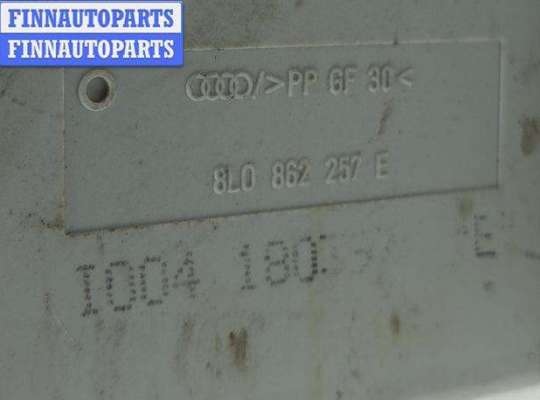 FINNAUTOPARTS
FINNAUTOPARTS
/>PP GF 30<
8L0 862 257 E
E